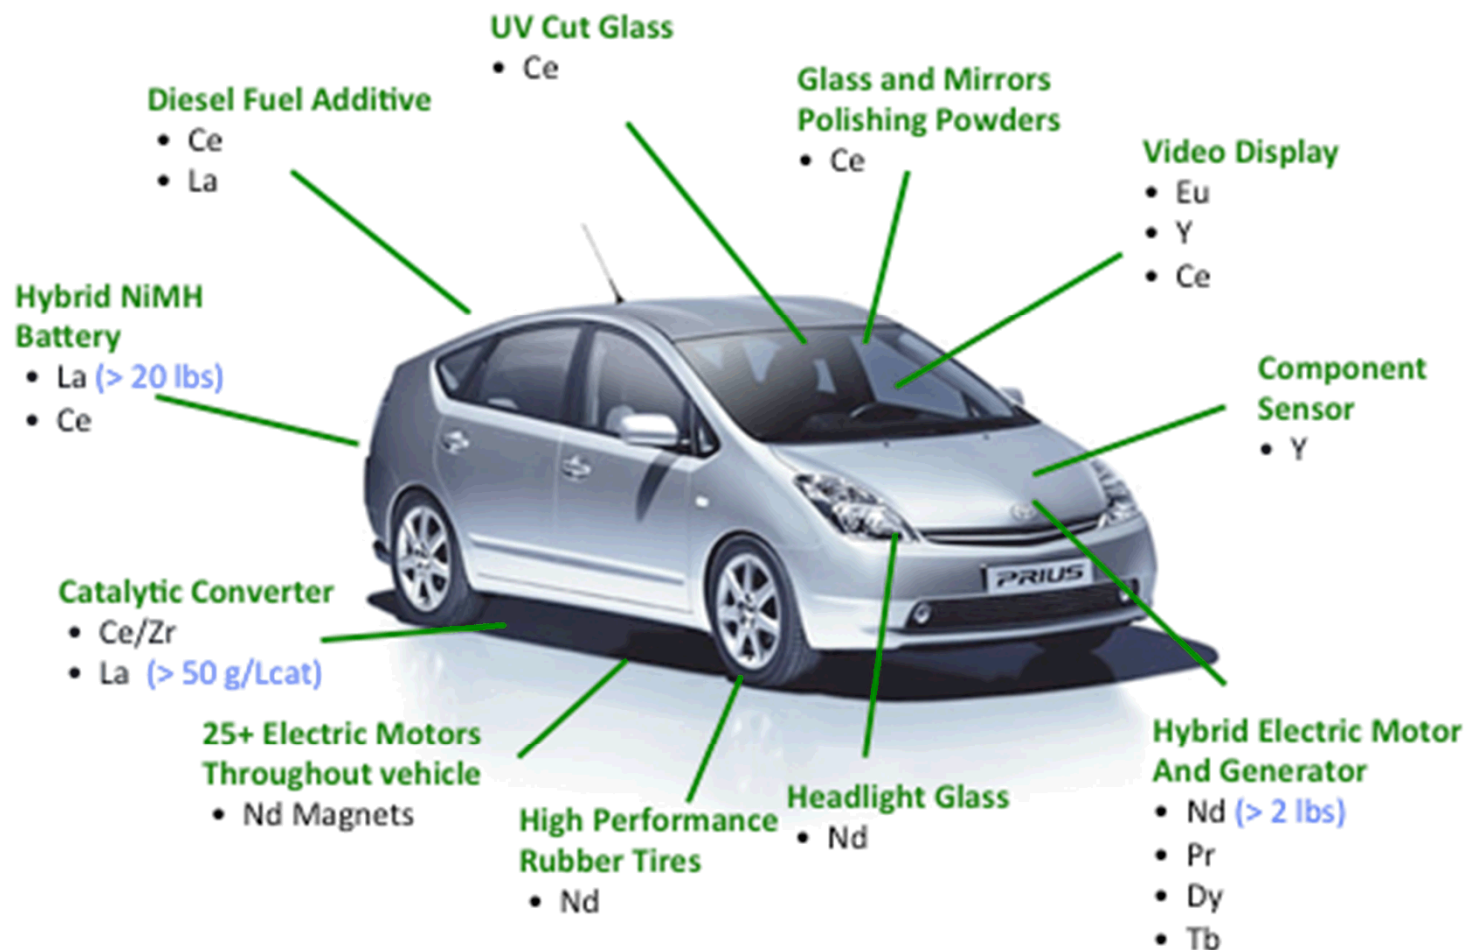 UV Cut Glass
• Ce
Glass and Mirrors
Polishing Powders
• Ce
Diesel Fuel Additive
• Ce
• La
Video Display
• Eu
• Y
• Ce
Hybrid NiMH
Battery
• La (> 20 lbs)
• Ce
Component
Sensor
• Y
PRIUS
Catalytic Converter
• Ce/Zr
• La (> 50 g/Lcat)
25+ Electric Motors
Throughout vehicle
• Nd Magnets
High Performance
Rubber Tires
• Nd
Headlight Glass
• Nd
Hybrid Electric Motor
And Generator
• Nd (> 2 lbs)
• Pr
• Dy
• Tb